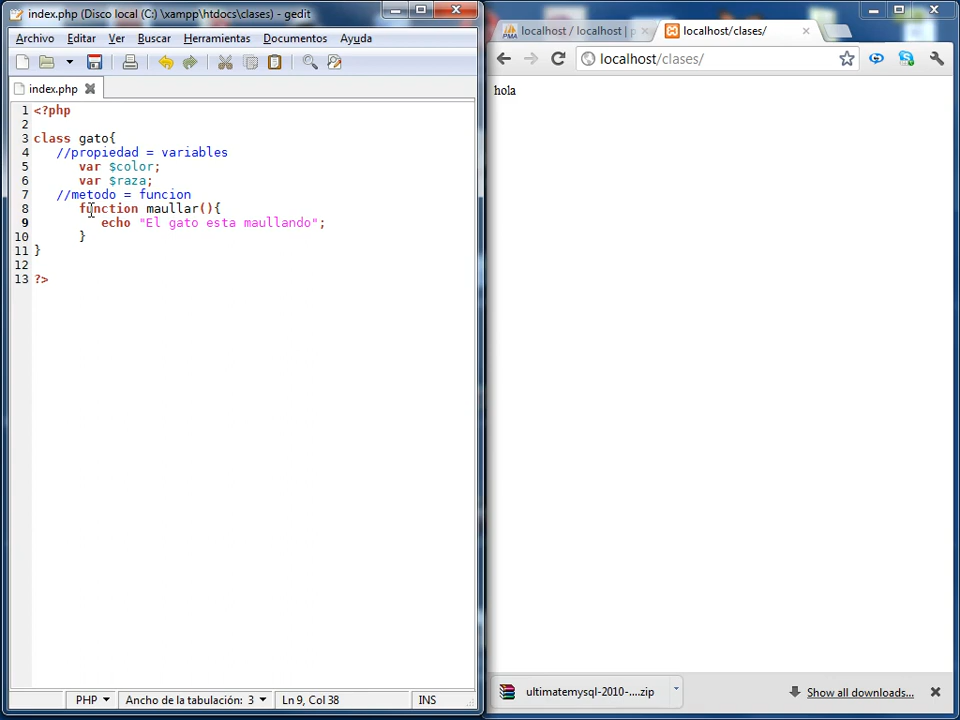 index.php (Disco local (C:) \xampp\htdocs\clases) - gedit
Archivo Editar Ver Buscar Herramientas Documentos Ayuda
index.php
1 <?php
2
3 class gato{
4 //propiedad = variables
5 var $color;
6 var $raza;
7 //metodo = funcion
8 function maullar(){
9 echo "El gato esta maullando";
10 }
11 }
12
13 ?>
PHP Ancho de la tabulación: 3 Ln 9, Col 38 INS
PMA localhost / localhost | p
localhost/clases/
localhost/clases/
hola
ultimatemysql-2010-....zip
Show all downloads...